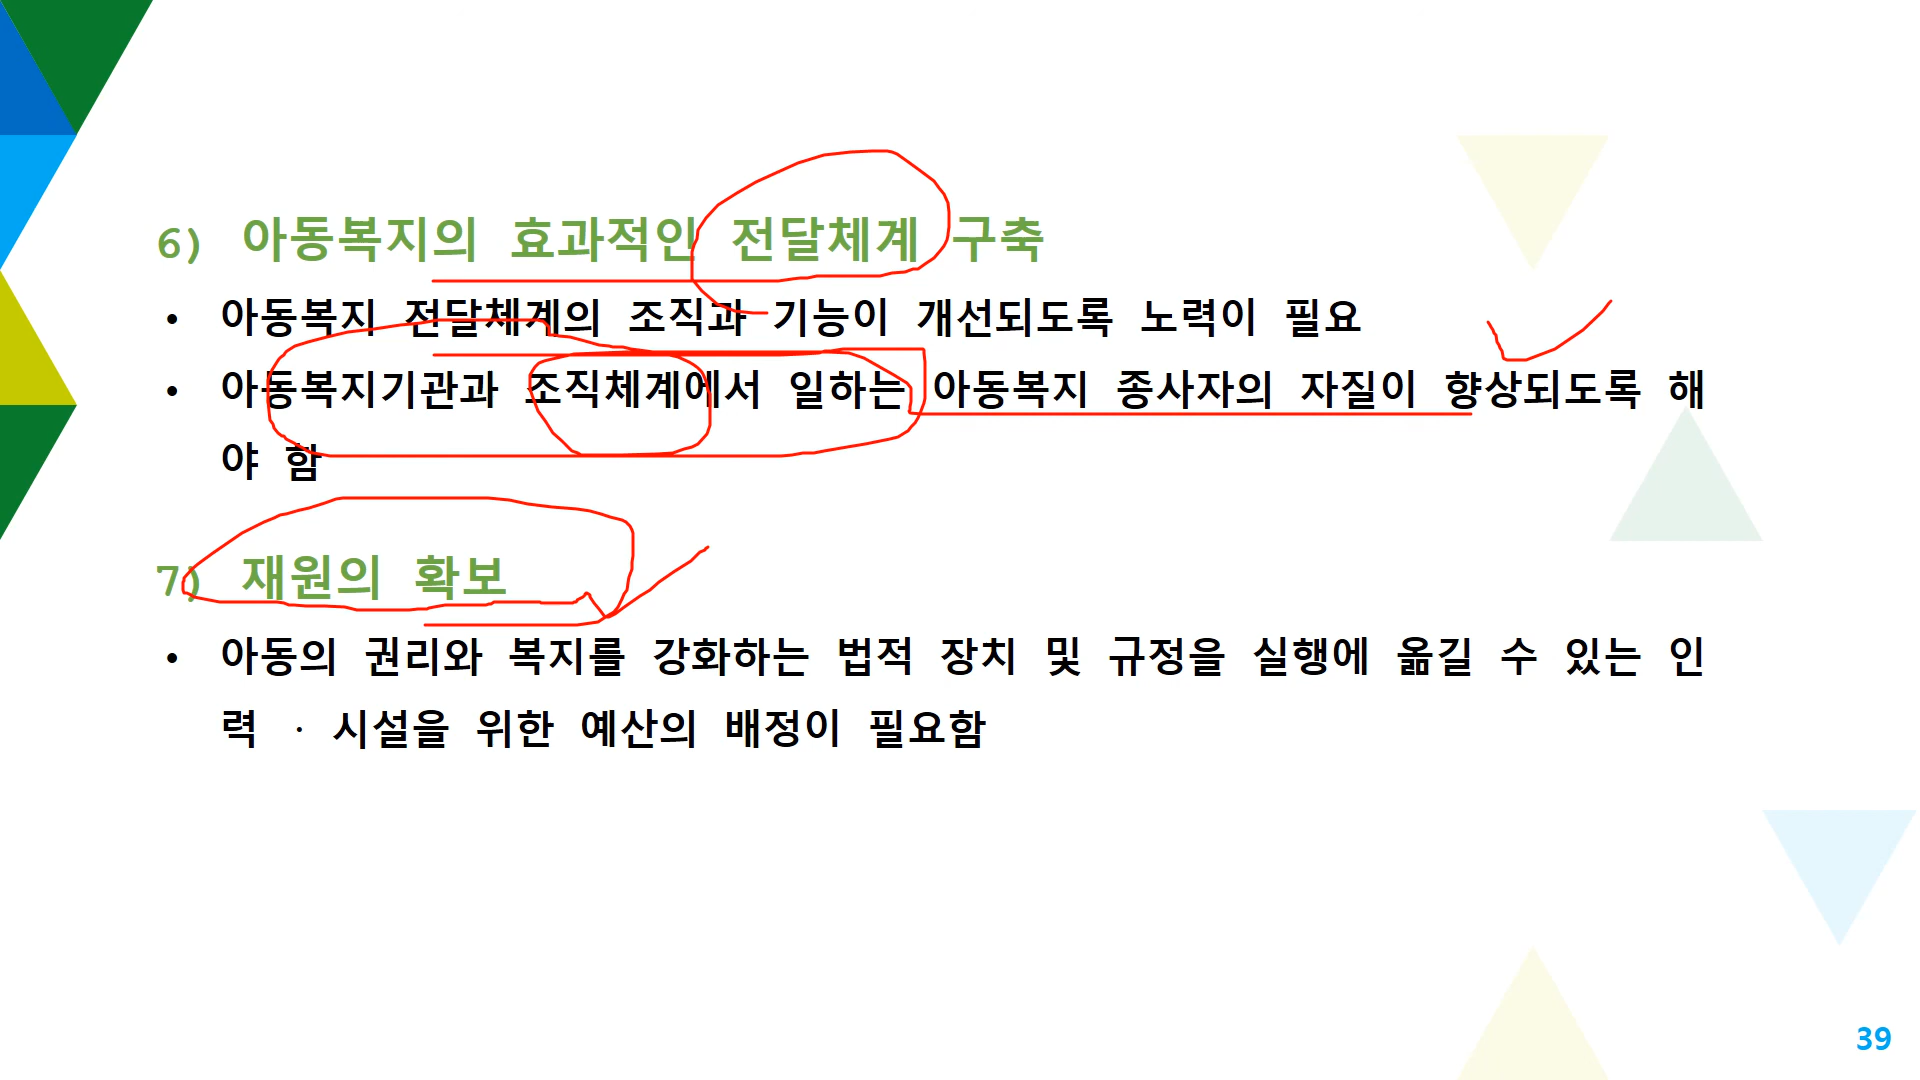 6) 아동복지의 효과적인 전달체계 구축
• 아동복지 전달체계의 조직과 기능이 개선되도록 노력이 필요
• 아동복지기관과 조직체계에서 일하는 아동복지 종사자의 자질이 향상되도록 해
야 함
7) 재원의 확보
• 아동의 권리와 복지를 강화하는 법적 장치 및 규정을 실행에 옮길 수 있는 인
력 · 시설을 위한 예산의 배정이 필요함
39